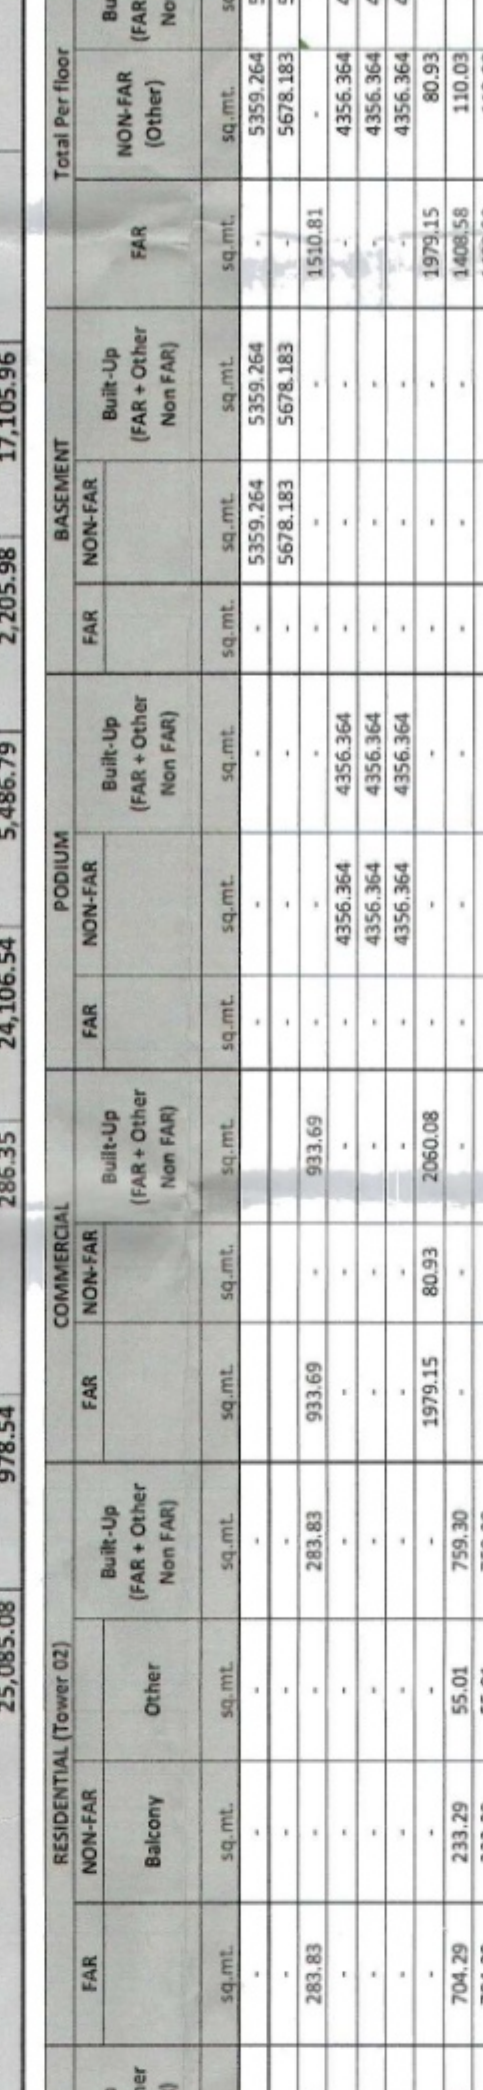 25,085.08 978.54 286.35 24,106.54 5,486.79 2,205.98 17,105.96
RESIDENTIAL (Tower 02) COMMERCIAL PODIUM BASEMENT Total Per floor
FAR NON-FAR Built-Up FAR NON-FAR Built-Up FAR NON-FAR Built-Up FAR NON-FAR Built-Up FAR NON-FAR
Balcony Other (FAR + Other (FAR + Other (FAR + Other (FAR + Other (Other) (FAR
Non FAR) Non FAR) Non FAR) Non FAR)
sq.mt. sq.mt. sq.mt. sq.mt. sq.mt. sq.mt. sq.mt. sq.mt. sq.mt. sq.mt. sq.mt. sq.mt. sq.mt. sq.mt. sq.mt.
- - - - - - - - 5359.264 5359.264 - 5359.264
- - - - - - - - 5678.183 5678.183 - 5678.183
283.83 - - 283.83 933.69 - 933.69 - - - - - - 1510.81 -
- - - - - - - - 4356.364 4356.364 - - - - 4356.364
- - - - - - - - 4356.364 4356.364 - - - - 4356.364
- - - - - - - - 4356.364 4356.364 - - - - 4356.364
- - - - 1979.15 80.93 2060.08 - - - - - - 1979.15 80.93
704.29 233.29 55.01 759.30 - - - - - - - - - 1408.58 110.03